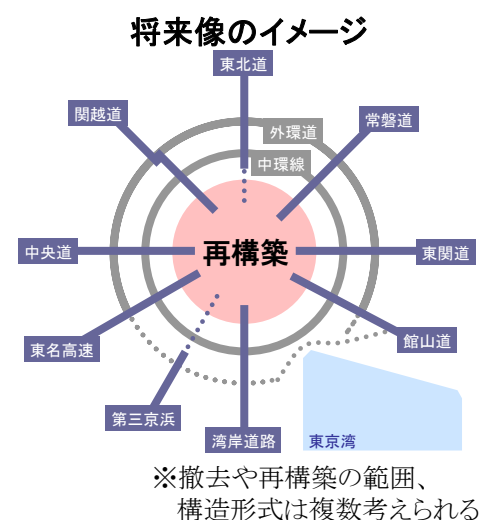 将来像のイメージ
東北道
関越道
常磐道
外環道
中環線
中央道
再構築
東関道
東名高速
館山道
第三京浜
湾岸道路
東京湾
※撤去や再構築の範囲、
構造形式は複数考えられる